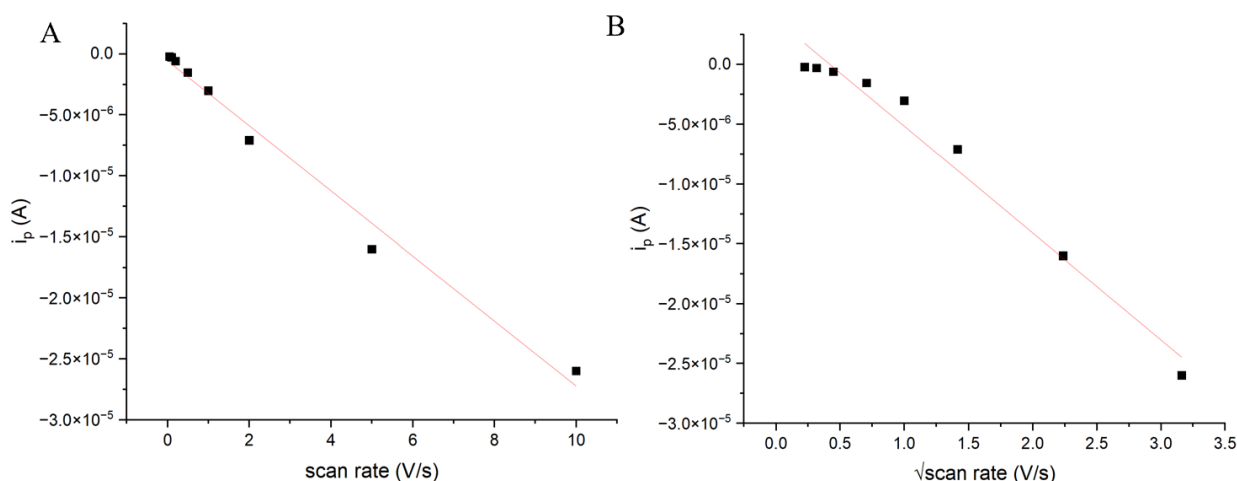 A
0.0
−5.0×10⁻⁶
−1.0×10⁻⁵
−1.5×10⁻⁵
−2.0×10⁻⁵
−2.5×10⁻⁵
−3.0×10⁻⁵
iₚ (A)
0 2 4 6 8 10
scan rate (V/s)
B
0.0
−5.0×10⁻⁶
−1.0×10⁻⁵
−1.5×10⁻⁵
−2.0×10⁻⁵
−2.5×10⁻⁵
−3.0×10⁻⁵
iₚ (A)
0.0 0.5 1.0 1.5 2.0 2.5 3.0 3.5
√scan rate (V/s)